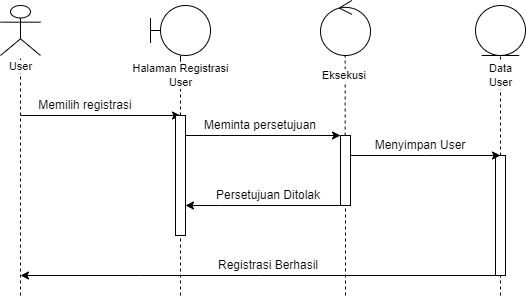 User
Halaman Registrasi
User
Eksekusi
Data
User
Memilih registrasi
Meminta persetujuan
Menyimpan User
Persetujuan Ditolak
Registrasi Berhasil